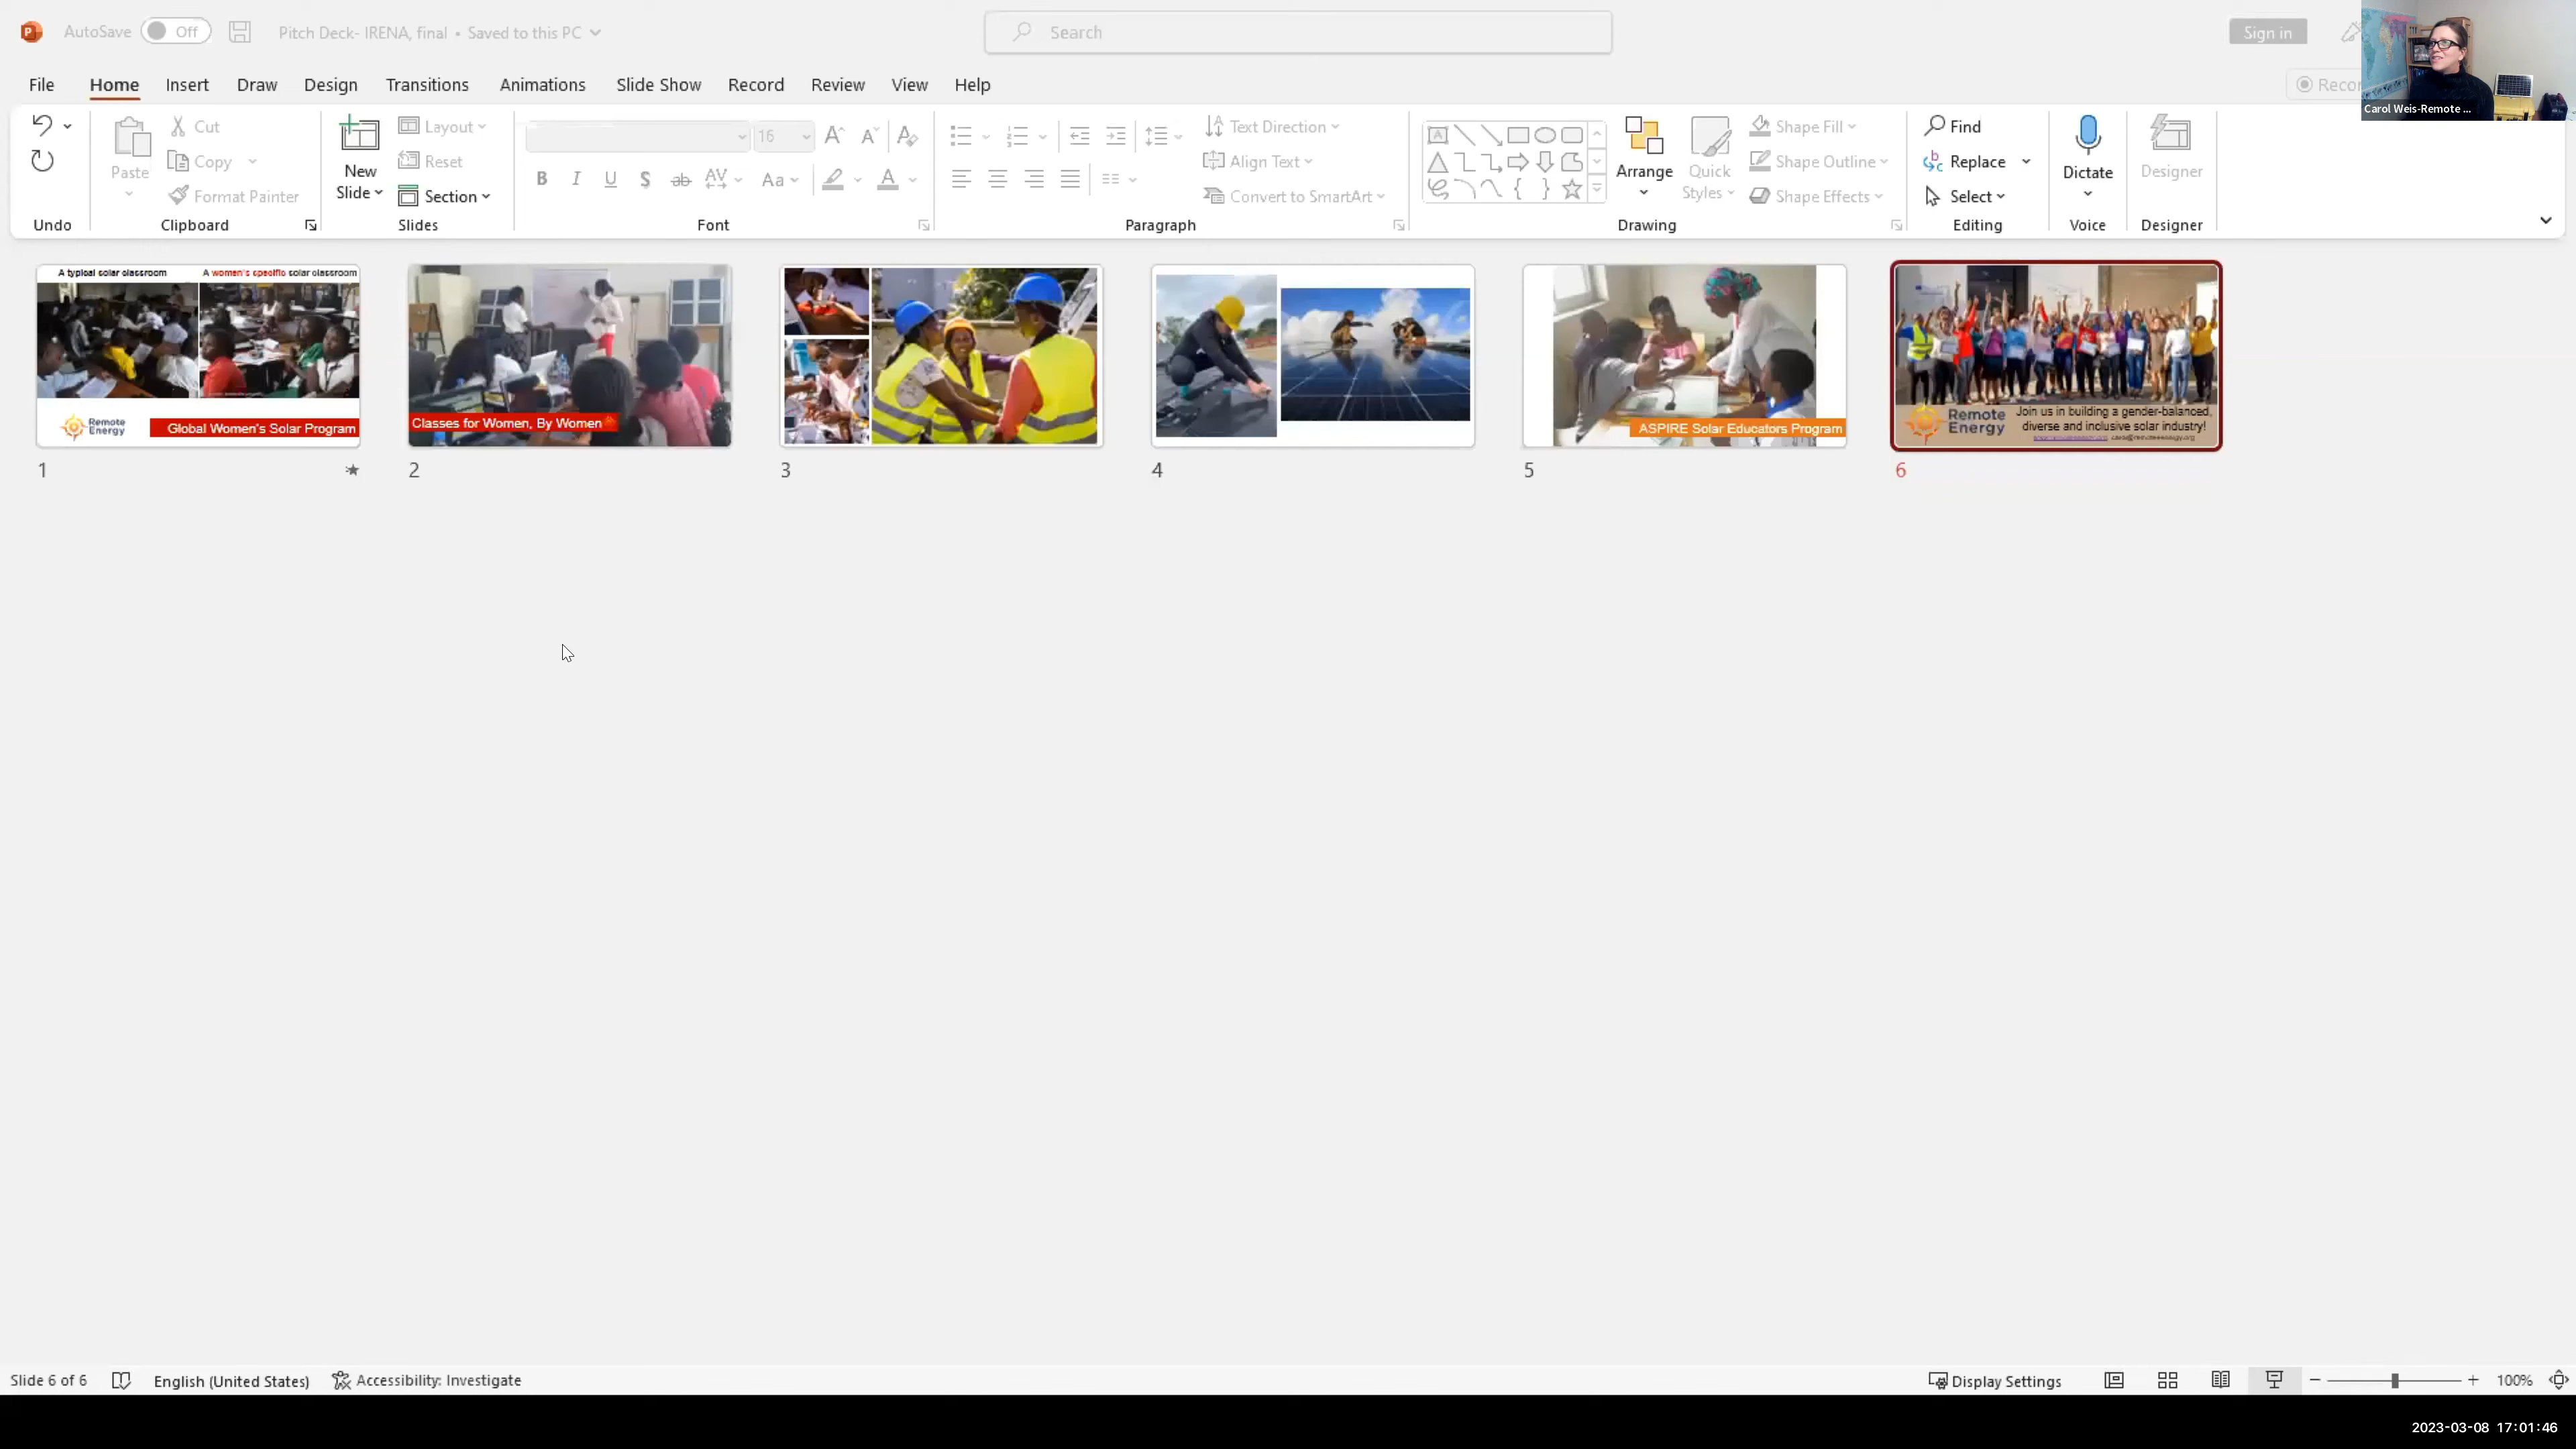 AutoSave Off Pitch Deck- IRENA, final • Saved to this PC Search Sign in
File Home Insert Draw Design Transitions Animations Slide Show Record Review View Help
Carol Weis-Remote ...
Undo
Paste
Cut
Copy
Format Painter
Clipboard
New
Slide
Layout
Reset
Section
Slides
16
Font
Paragraph
Text Direction
Align Text
Convert to SmartArt
Arrange
Quick
Styles
Shape Fill
Shape Outline
Shape Effects
Drawing
Find
Replace
Select
Editing
Dictate
Voice
Designer
Designer
A typical solar classroom A women's specific solar classroom
Remote
Energy
Global Women's Solar Program
Classes for Women, By Women
ASPIRE Solar Educators Program
Remote
Energy
Join us in building a gender-balanced,
diverse and inclusive solar industry!
1 2 3 4 5 6
Slide 6 of 6 English (United States) Accessibility: Investigate Display Settings 100%
2023-03-08 17:01:46